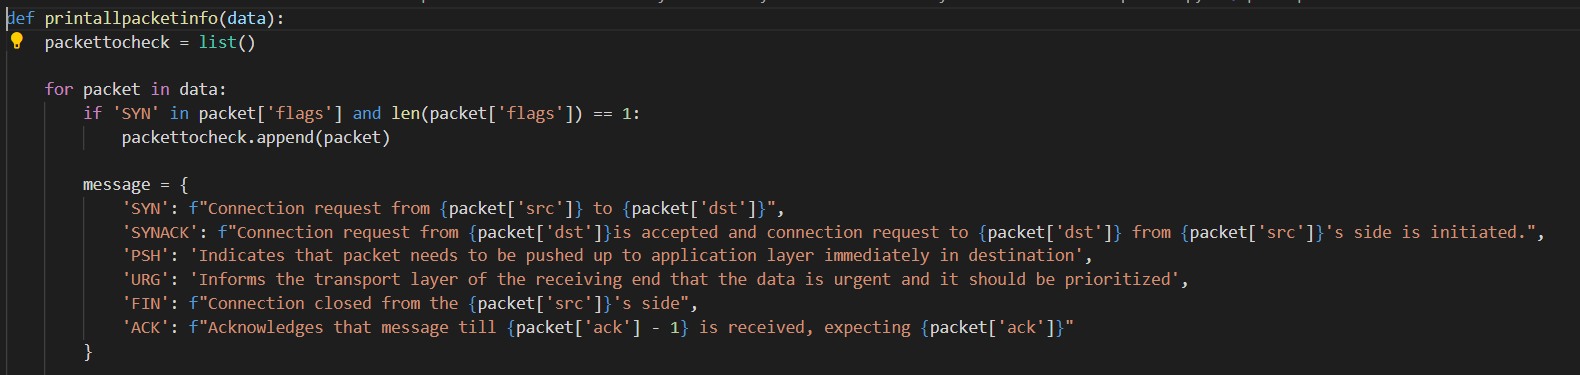 def printallpacketinfo(data):
    packettocheck = list()
    for packet in data:
        if 'SYN' in packet['flags'] and len(packet['flags']) == 1:
            packettocheck.append(packet)
        message = {
            'SYN': f"Connection request from {packet['src']} to {packet['dst']}",
            'SYNACK': f"Connection request from {packet['dst']}is accepted and connection request to {packet['dst']} from {packet['src']}'s side is initiated.",
            'PSH': 'Indicates that packet needs to be pushed up to application layer immediately in destination',
            'URG': 'Informs the transport layer of the receiving end that the data is urgent and it should be prioritized',
            'FIN': f"Connection closed from the {packet['src']}'s side",
            'ACK': f"Acknowledges that message till {packet['ack'] - 1} is received, expecting {packet['ack']}"
        }